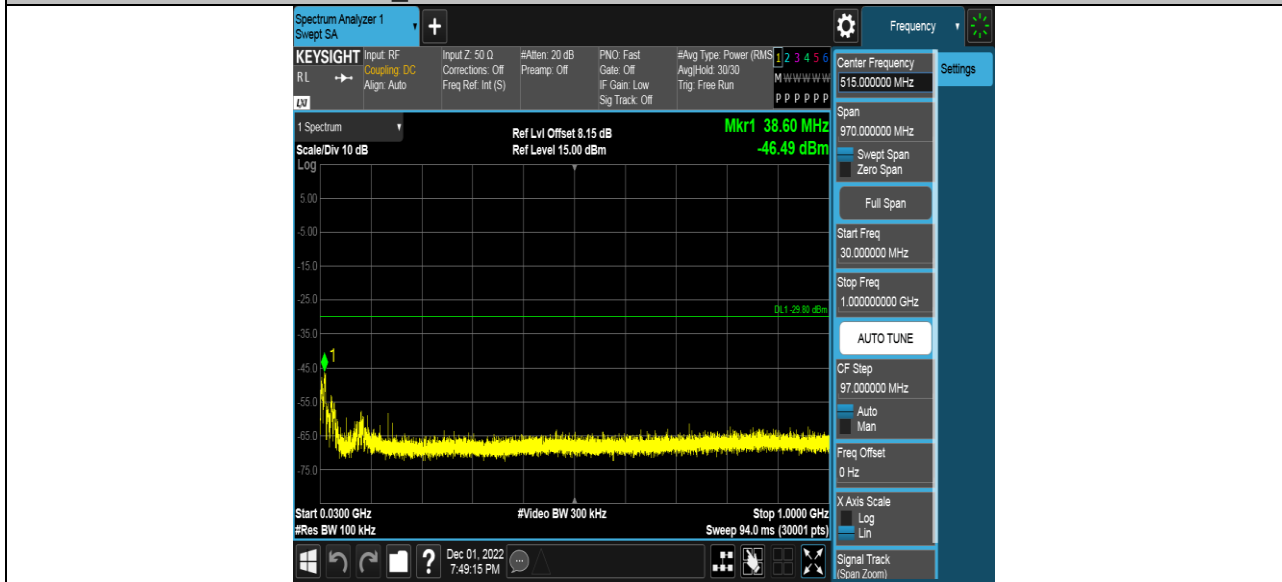 Spectrum Analyzer 1
Swept SA
+
Frequency
KEYSIGHT
RL
LXI
Input: RF
Coupling: DC
Align: Auto
Input Z: 50 Ω
Corrections: Off
Freq Ref: Int (S)
#Atten: 20 dB
Preamp: Off
PNO: Fast
Gate: Off
IF Gain: Low
Sig Track: Off
#Avg Type: Power (RMS
Avg|Hold: 30/30
Trig: Free Run
1 2 3 4 5 6
M W W W W W
P P P P P P
1 Spectrum
Scale/Div 10 dB
Ref Lvl Offset 8.15 dB
Ref Level 15.00 dBm
Mkr1 38.60 MHz
-46.49 dBm
Log
5.00
-5.00
-15.0
-25.0
DL1 -29.80 dBm
-35.0
1
-45.0
-55.0
-65.0
-75.0
Start 0.0300 GHz
#Video BW 300 kHz
Stop 1.0000 GHz
#Res BW 100 kHz
Sweep 94.0 ms (30001 pts)
?
Dec 01, 2022
7:49:15 PM
Center Frequency
515.000000 MHz
Settings
Span
970.000000 MHz
Swept Span
Zero Span
Full Span
Start Freq
30.000000 MHz
Stop Freq
1.000000000 GHz
AUTO TUNE
CF Step
97.000000 MHz
Auto
Man
Freq Offset
0 Hz
X Axis Scale
Log
Lin
Signal Track
(Span Zoom)